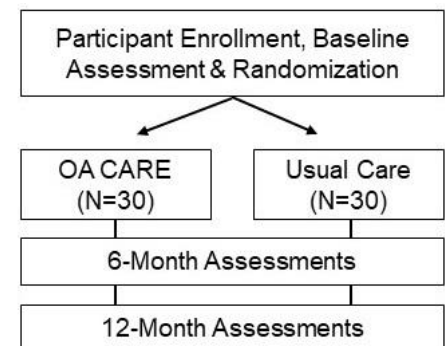 Participant Enrollment, Baseline
Assessment & Randomization
OA CARE
(N=30)
Usual Care
(N=30)
6-Month Assessments
12-Month Assessments